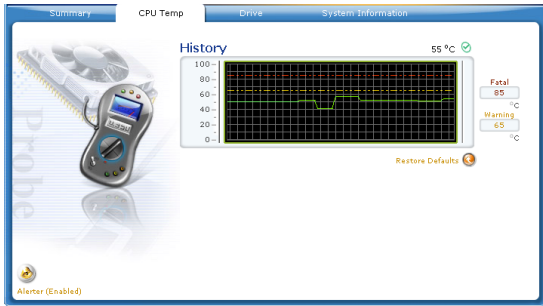 Summary
CPU Temp
Drive
System Information
History
55 °C
100
80
60
40
20
0
Fatal
85
°C
Warning
65
°C
Restore Defaults
Probe
Alerter (Enabled)